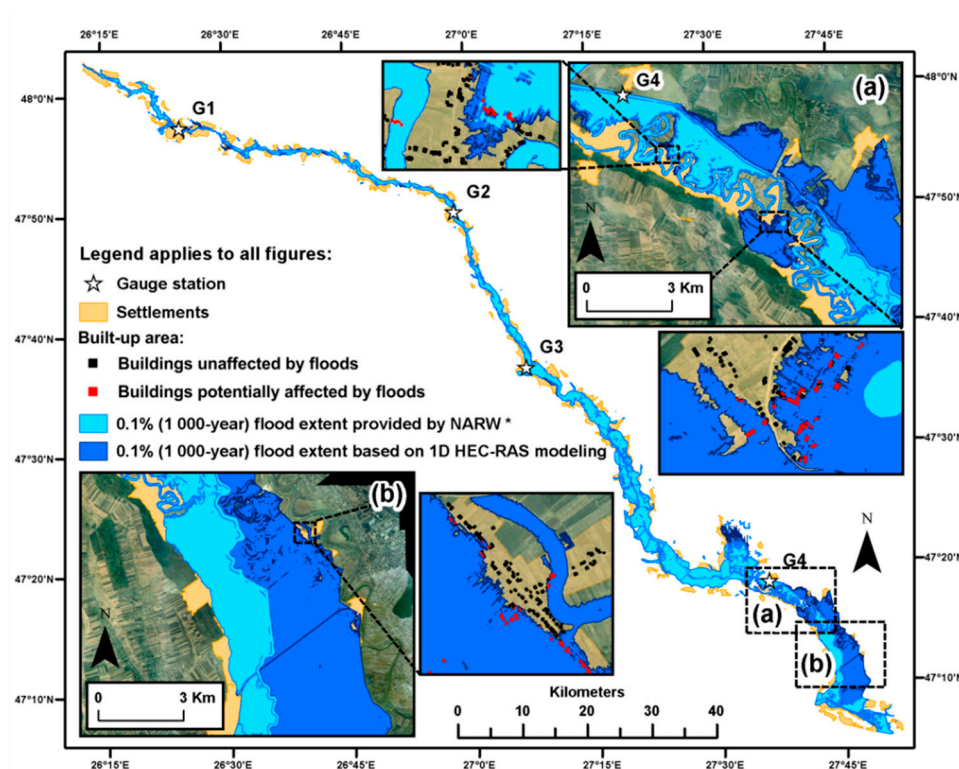 26°15'E 26°30'E 26°45'E 27°0'E 27°15'E 27°30'E 27°45'E
48°0'N
47°50'N
47°40'N
47°30'N
47°20'N
47°10'N
48°0'N
47°50'N
47°40'N
47°30'N
47°20'N
47°10'N
G1
G2
G3
G4
(a)
(b)
N
G4
(a)
N
0 3 Km
Legend applies to all figures:
Gauge station
Settlements
Built-up area:
Buildings unaffected by floods
Buildings potentially affected by floods
0.1% (1 000-year) flood extent provided by NARW *
0.1% (1 000-year) flood extent based on 1D HEC-RAS modeling
(b)
N
0 3 Km
Kilometers
0 5 10 20 30 40
26°15'E 26°30'E 26°45'E 27°0'E 27°15'E 27°30'E 27°45'E